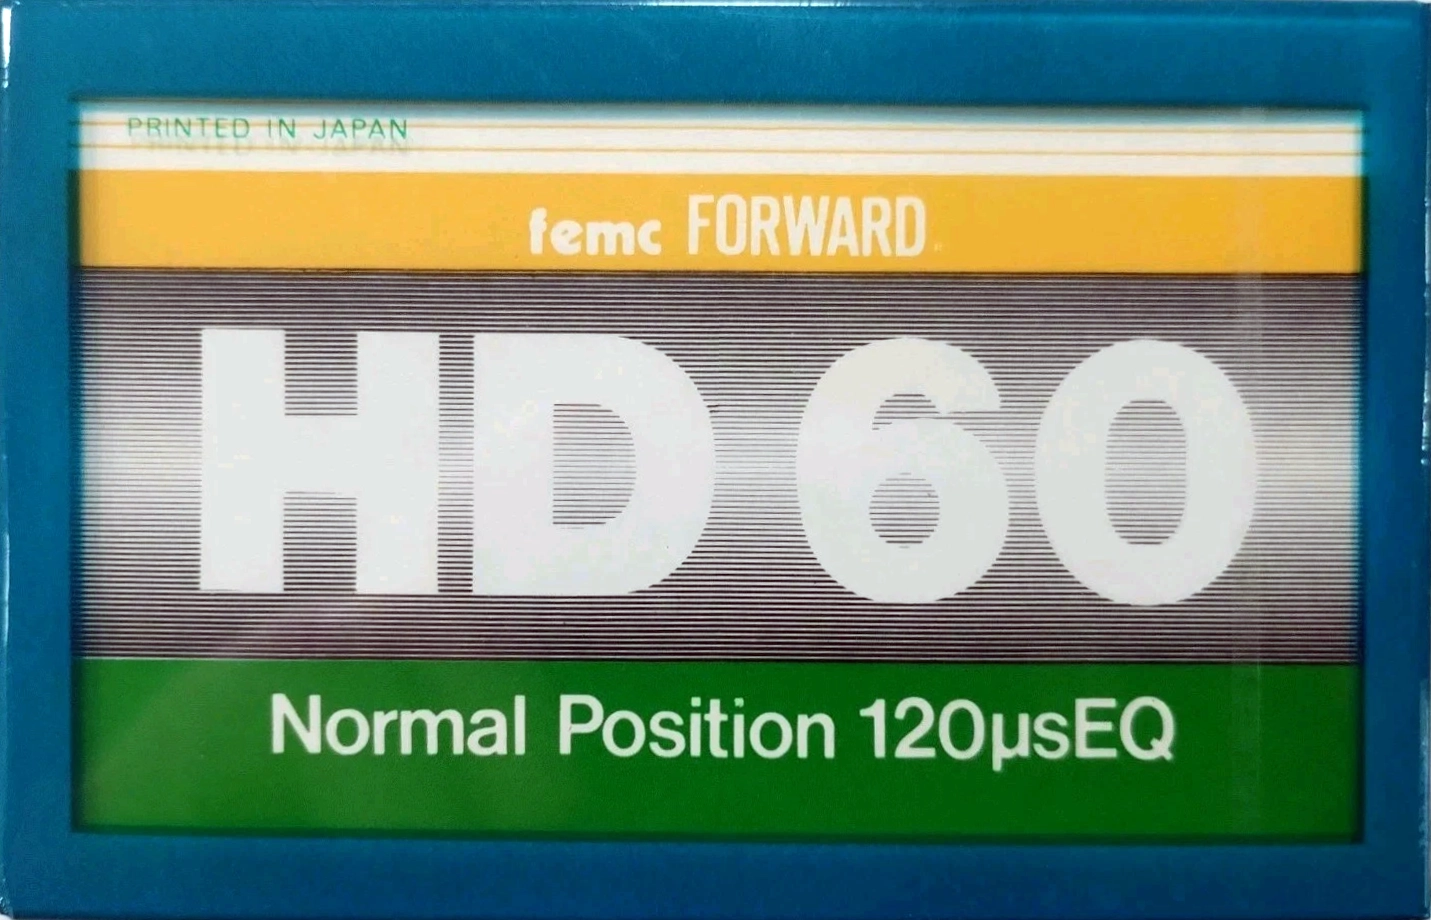 PRINTED IN JAPAN
femc FORWARD
HD 60
Normal Position 120µsEQ